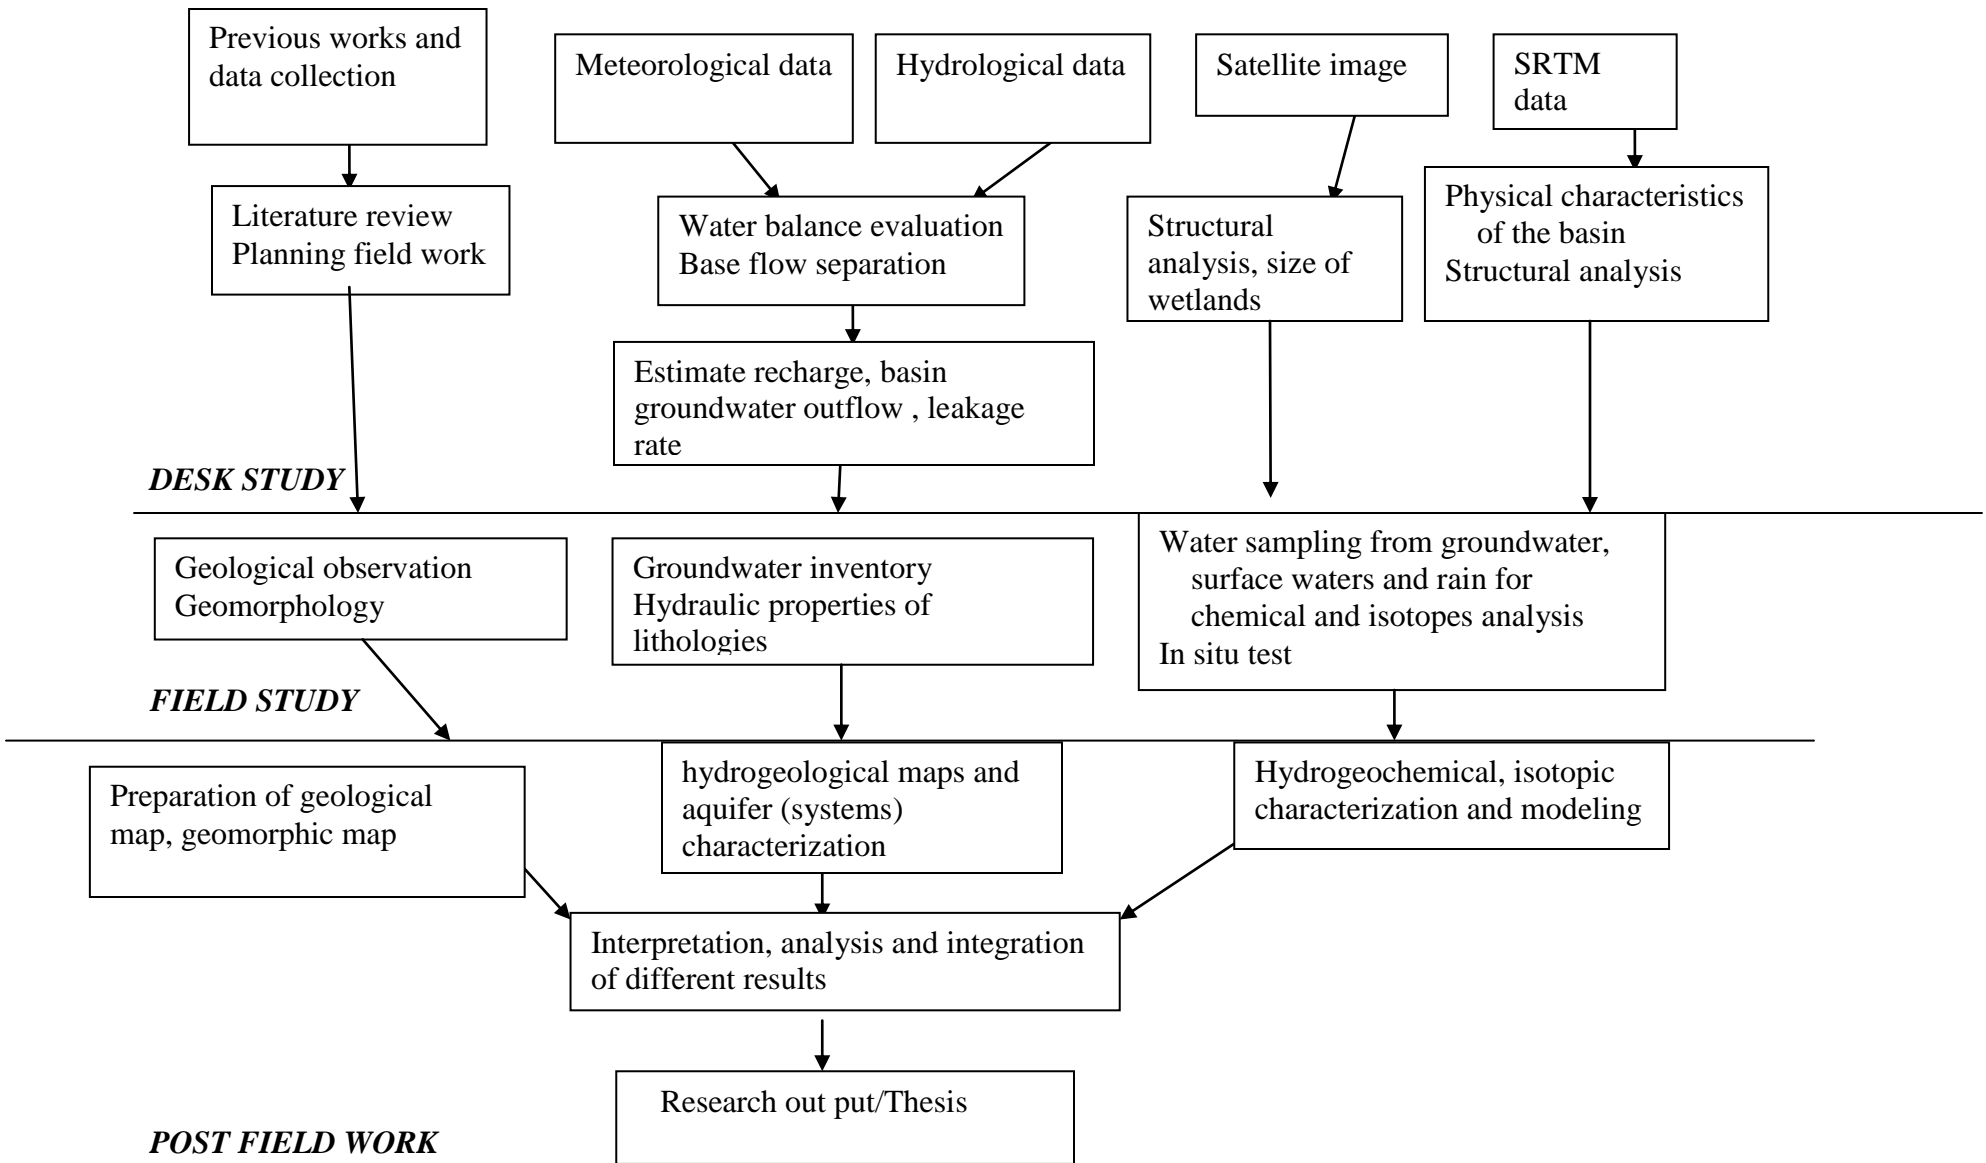 Previous works and
data collection
Meteorological data
Hydrological data
Satellite image
SRTM
data
Literature review
Planning field work
Water balance evaluation
Base flow separation
Structural
analysis, size of
wetlands
Physical characteristics
of the basin
Structural analysis
Estimate recharge, basin
groundwater outflow , leakage
rate
DESK STUDY
Geological observation
Geomorphology
Groundwater inventory
Hydraulic properties of
lithologies
Water sampling from groundwater,
surface waters and rain for
chemical and isotopes analysis
In situ test
FIELD STUDY
Preparation of geological
map, geomorphic map
hydrogeological maps and
aquifer (systems)
characterization
Hydrogeochemical, isotopic
characterization and modeling
Interpretation, analysis and integration
of different results
Research out put/Thesis
POST FIELD WORK